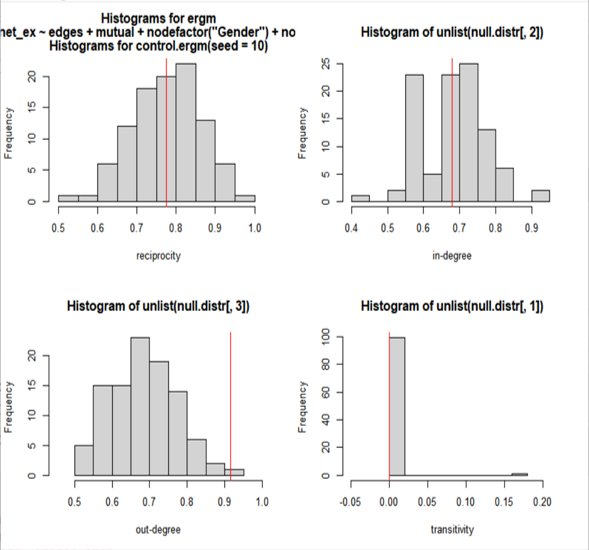 Histograms for ergm
net_ex ~ edges + mutual + nodefactor("Gender") + no
Histograms for control.ergm(seed = 10)
Frequency
0 5 10 15 20
0.5 0.6 0.7 0.8 0.9 1.0
reciprocity
Histogram of unlist(null.distr[, 2])
Frequency
0 5 10 15 20 25
0.4 0.5 0.6 0.7 0.8 0.9
in-degree
Histogram of unlist(null.distr[, 3])
Frequency
0 5 10 15 20
0.5 0.6 0.7 0.8 0.9 1.0
out-degree
Histogram of unlist(null.distr[, 1])
Frequency
0 20 40 60 80 100
-0.05 0.00 0.05 0.10 0.15 0.20
transitivity